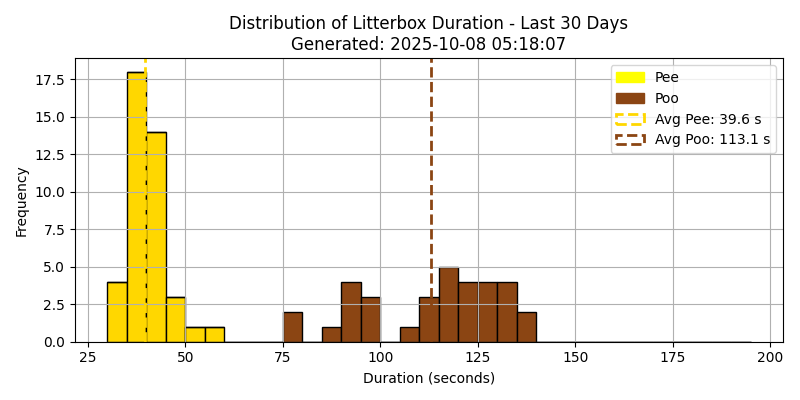 Distribution of Litterbox Duration - Last 30 Days
Generated: 2025-10-08 05:18:07
Pee
Poo
Avg Pee: 39.6 s
Avg Poo: 113.1 s
Frequency
17.5
15.0
12.5
10.0
7.5
5.0
2.5
0.0
25 50 75 100 125 150 175 200
Duration (seconds)